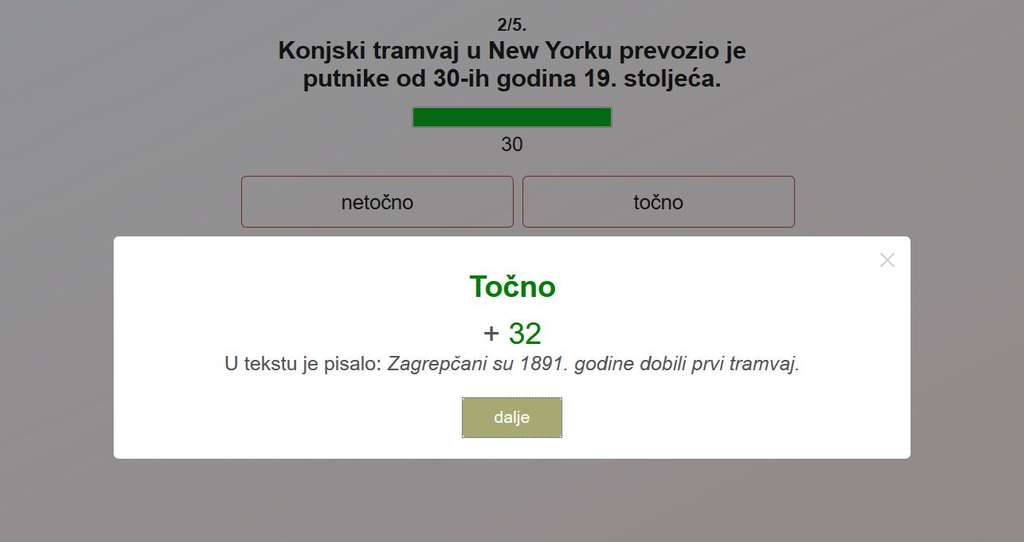 2/5.
Konjski tramvaj u New Yorku prevozio je
putnike od 30-ih godina 19. stoljeća.
30
netočno
točno
Točno
+ 32
U tekstu je pisalo: Zagrepčani su 1891. godine dobili prvi tramvaj.
dalje